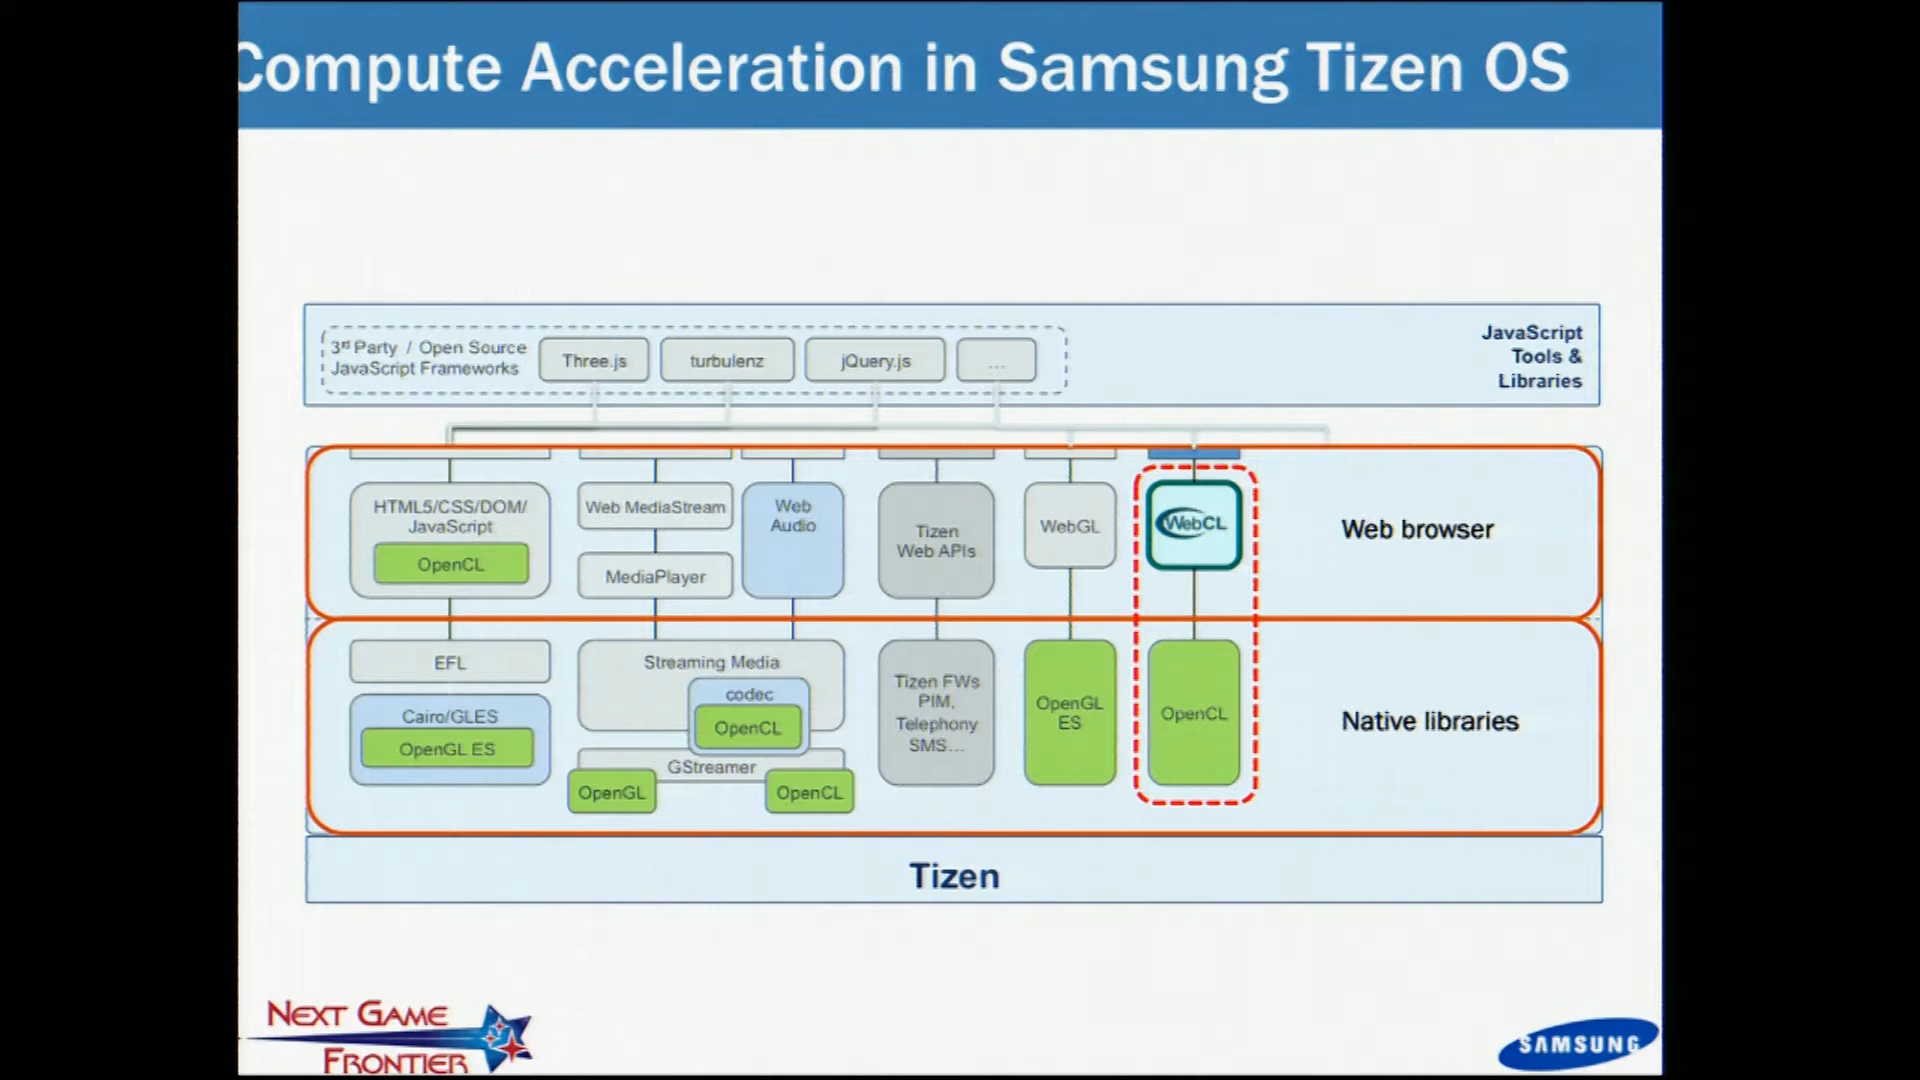 Compute Acceleration in Samsung Tizen OS
3rd Party / Open Source
JavaScript Frameworks
Three.js
turbulenz
jQuery.js
...
JavaScript
Tools &
Libraries
HTML5/CSS/DOM/
JavaScript
OpenCL
Web MediaStream
MediaPlayer
Web
Audio
Tizen
Web APIs
WebGL
WebCL
Web browser
EFL
Cairo/GLES
OpenGL ES
Streaming Media
codec
OpenCL
GStreamer
OpenGL
OpenCL
Tizen FWs
PIM,
Telephony
SMS...
OpenGL
ES
OpenCL
Native libraries
Tizen
NEXT GAME
FRONTIER
SAMSUNG